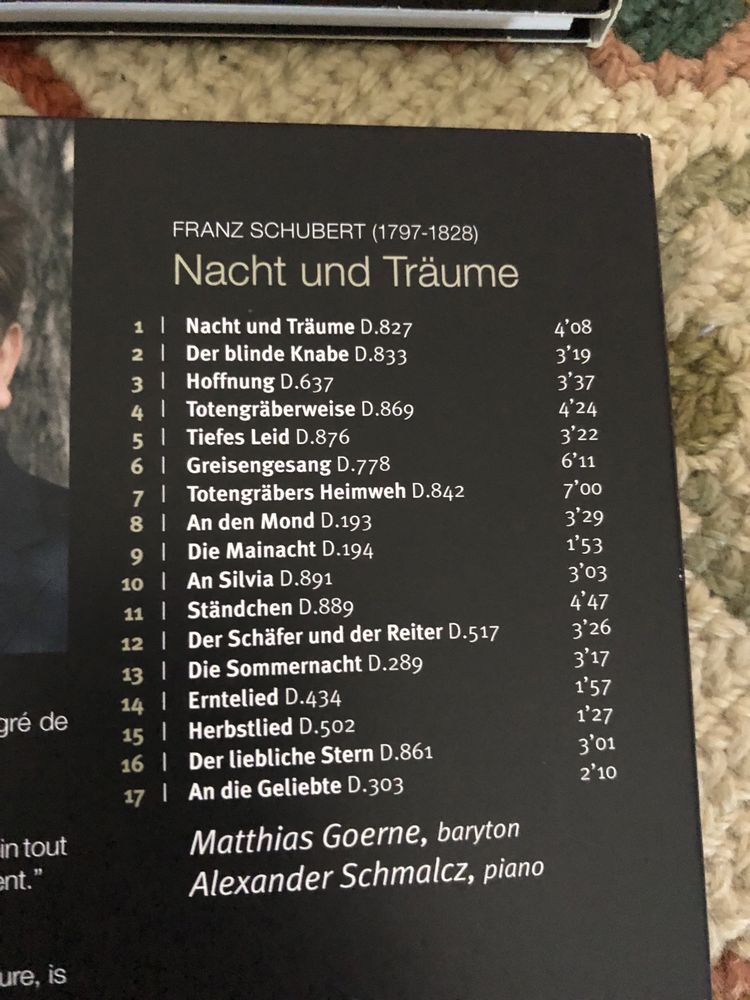 FRANZ SCHUBERT (1797-1828)
Nacht und Träume
1 | Nacht und Träume D.827 4’08
2 | Der blinde Knabe D.833 3’19
3 | Hoffnung D.637 3’37
4 | Totengräberweise D.869 4’24
5 | Tiefes Leid D.876 3’22
6 | Greisengesang D.778 6’11
7 | Totengräbers Heimweh D.842 7’00
8 | An den Mond D.193 3’29
9 | Die Mainacht D.194 1’53
10 | An Silvia D.891 3’03
11 | Ständchen D.889 4’47
12 | Der Schäfer und der Reiter D.517 3’26
13 | Die Sommernacht D.289 3’17
14 | Erntelied D.434 1’57
15 | Herbstlied D.502 1’27
16 | Der liebliche Stern D.861 3’01
17 | An die Geliebte D.303 2’10
Matthias Goerne, baryton
Alexander Schmalcz, piano
de
in tout
is